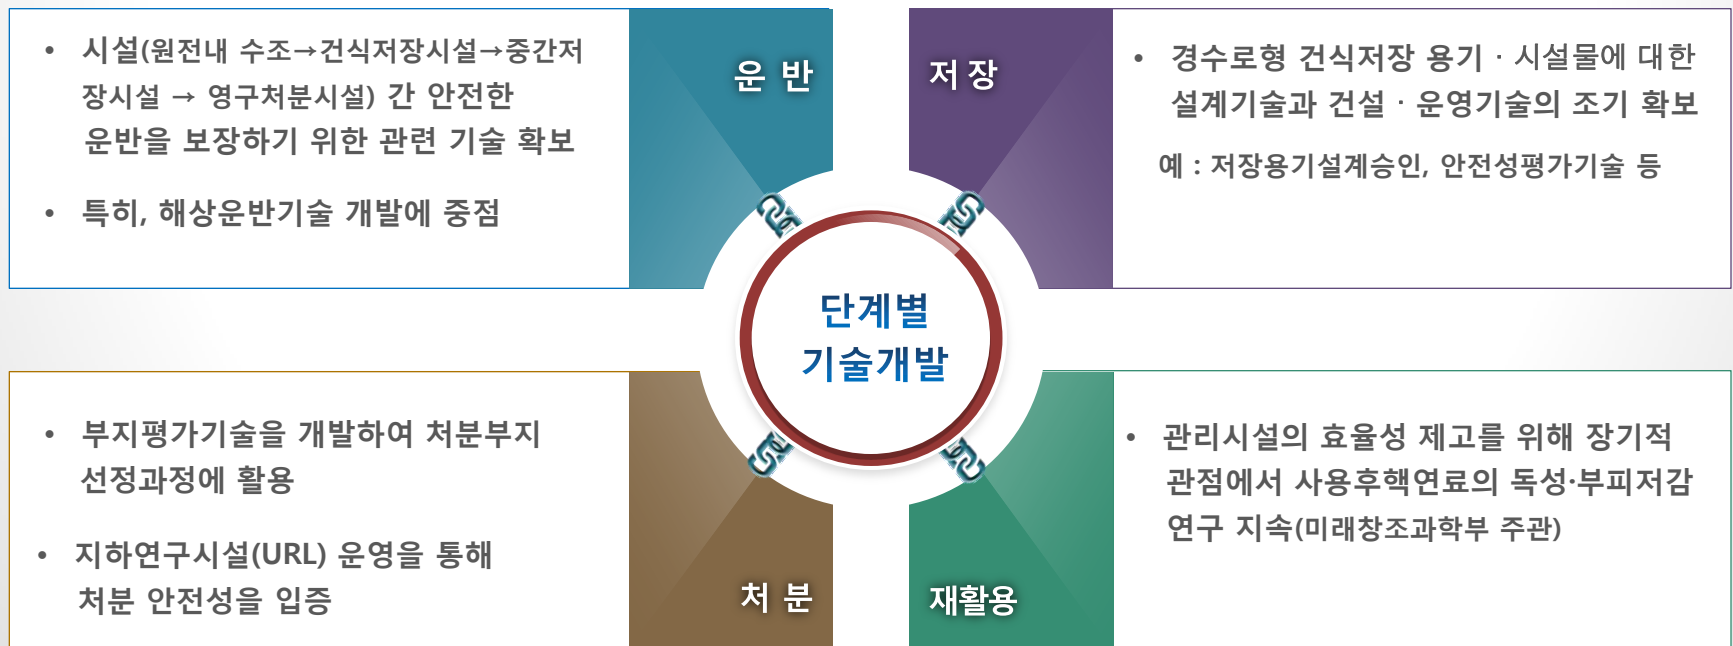 • 시설(원전내 수조→건식저장시설→중간저
장시설 → 영구처분시설) 간 안전한
운반을 보장하기 위한 관련 기술 확보
• 특히, 해상운반기술 개발에 중점
운 반
저 장
• 경수로형 건식저장 용기 · 시설물에 대한
설계기술과 건설 · 운영기술의 조기 확보
예 : 저장용기설계승인, 안전성평가기술 등
단계별
기술개발
• 부지평가기술을 개발하여 처분부지
선정과정에 활용
• 지하연구시설(URL) 운영을 통해
처분 안전성을 입증
처 분
재활용
• 관리시설의 효율성 제고를 위해 장기적
관점에서 사용후핵연료의 독성·부피저감
연구 지속(미래창조과학부 주관)